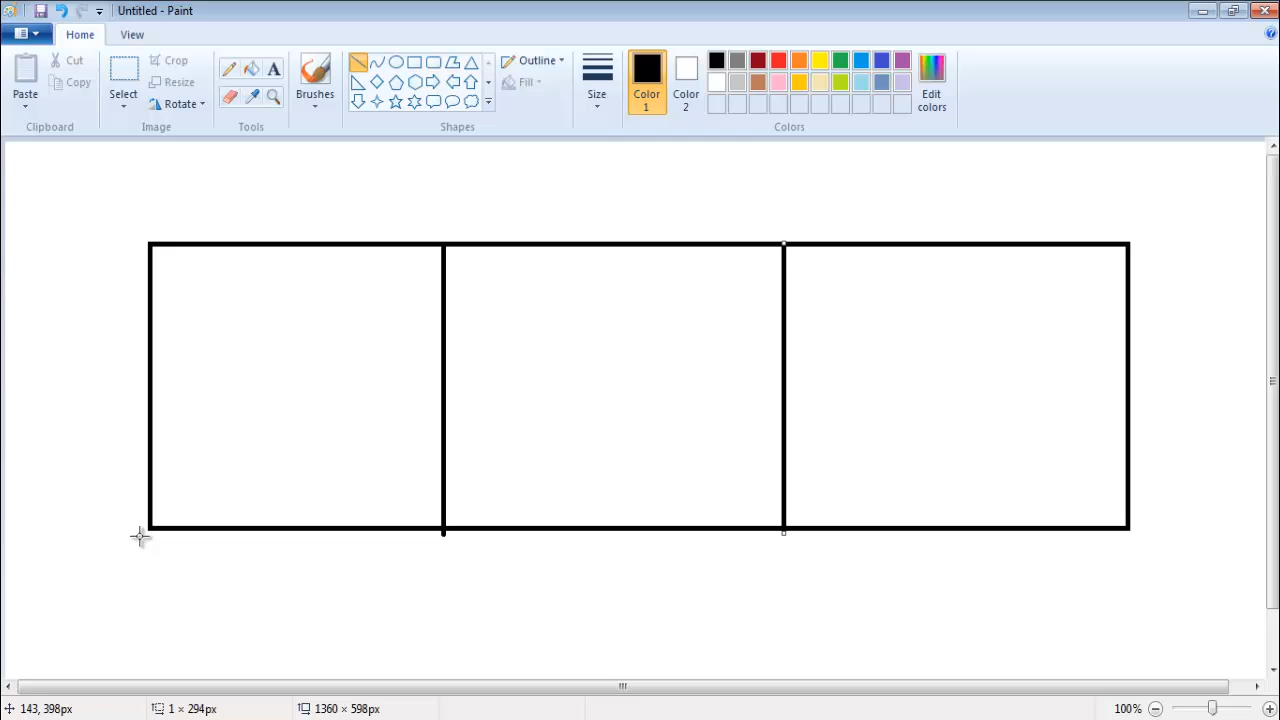 Untitled - Paint
Home View
Cut
Copy
Paste
Clipboard
Crop
Resize
Rotate
Select
Image
Tools
Brushes
Outline
Fill
Shapes
Size
Color 1
Color 2
Edit colors
Colors
143, 398px
1 × 294px
1360 × 598px
100%